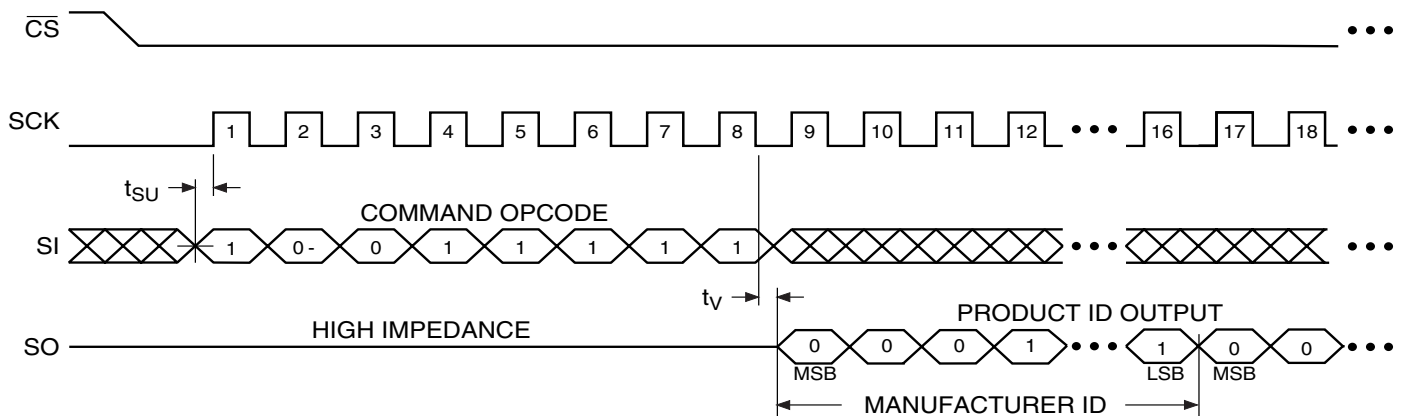 CS •••
SCK 1 2 3 4 5 6 7 8 9 10 11 12 ••• 16 17 18 •••
tSU
COMMAND OPCODE
SI 1 0- 0 1 1 1 1 1 ••• •••
tV
HIGH IMPEDANCE PRODUCT ID OUTPUT
SO 0 0 0 1 ••• 1 0 0 •••
MSB LSB MSB
MANUFACTURER ID